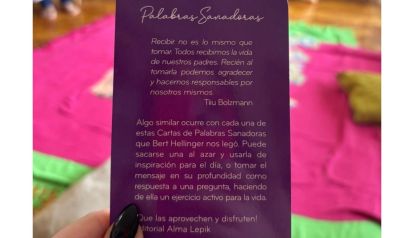 Palabras Sanadoras
Recibir no es lo mismo que
tomar. Todos recibimos la vida
de nuestros padres. Recién al
tomarla podemos agradecer
y hacernos responsables por
nosotros mismos.
Tiiu Bolzmann
Algo similar ocurre con cada una de
estas Cartas de Palabras Sanadoras
que Bert Hellinger nos legó. Puede
sacarse una al azar y usarla de
inspiración para el día, o tomar el
mensaje en su profundidad como
respuesta a una pregunta, haciendo
de ella un ejercicio activo para la vida.
Que las aprovechen y disfruten!
ditorial Alma Lepik